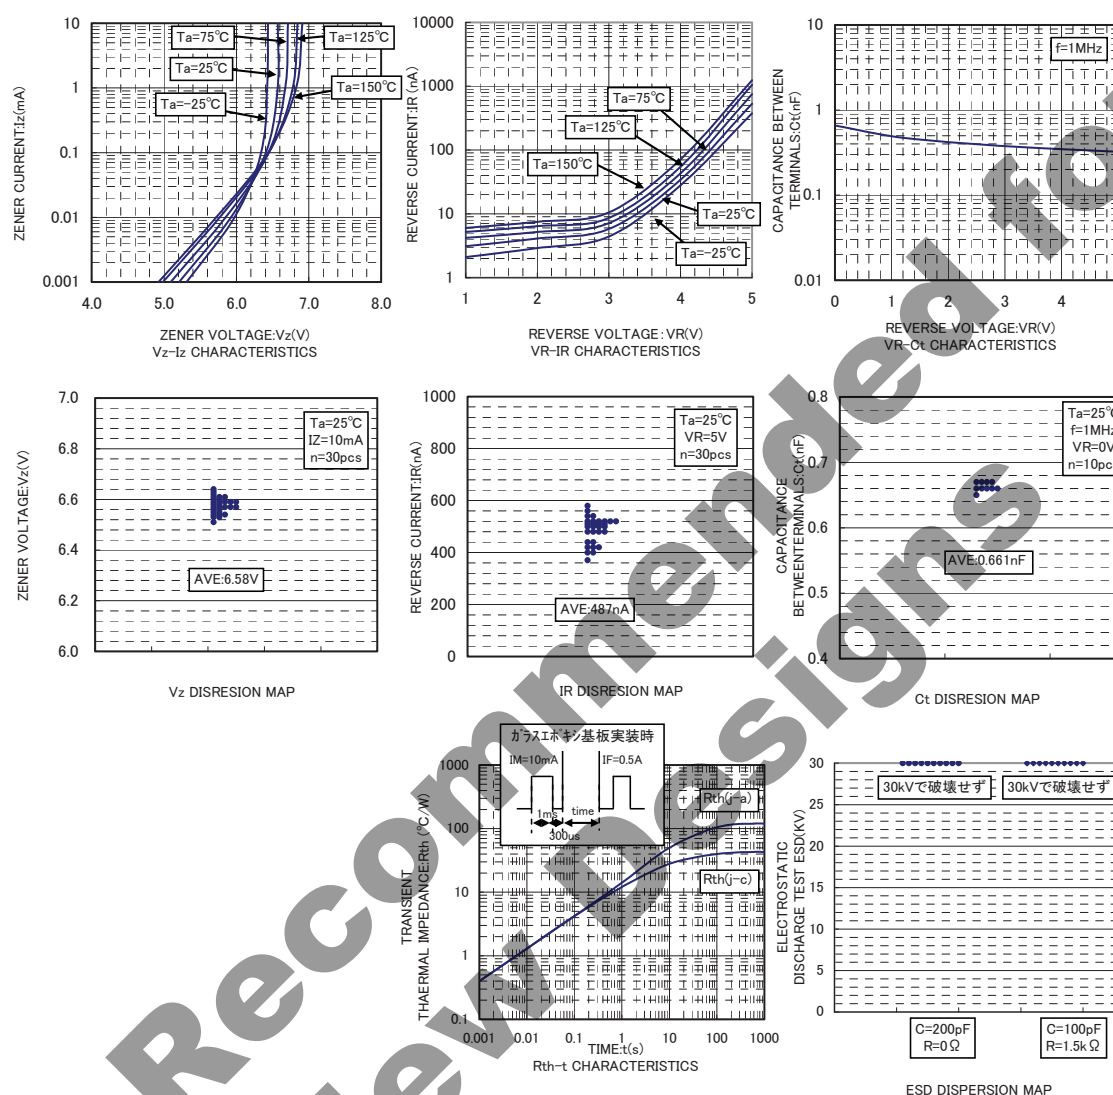 ZENER CURRENT:Iz(mA)
10
1
0.1
0.01
0.001
Ta=75℃
Ta=125℃
Ta=25℃
Ta=150℃
Ta=-25℃
4.0 5.0 6.0 7.0 8.0
ZENER VOLTAGE:Vz(V)
Vz-Iz CHARACTERISTICS
REVERSE CURRENT:IR (nA)
10000
1000
100
10
1
Ta=75℃
Ta=125℃
Ta=150℃
Ta=25℃
Ta=-25℃
1 2 3 4 5
REVERSE VOLTAGE:VR(V)
VR-IR CHARACTERISTICS
CAPACITANCE BETWEEN
TERMINALS:Ct(nF)
10
1
0.1
0.01
f=1MHz
0 1 2 3 4
REVERSE VOLTAGE:VR(V)
VR-Ct CHARACTERISTICS
ZENER VOLTAGE:Vz(V)
7.0
6.8
6.6
6.4
6.2
6.0
Ta=25℃
IZ=10mA
n=30pcs
AVE:6.58V
Vz DISRESION MAP
REVERSE CURRENT:IR(nA)
1000
800
600
400
200
0
Ta=25℃
VR=5V
n=30pcs
AVE:487nA
IR DISRESION MAP
CAPACITANCE
BETWEENTERMINALS:Ct(nF)
0.8
0.7
0.6
0.5
0.4
Ta=25℃
f=1MHz
VR=0V
n=10pcs
AVE:0.661nF
Ct DISRESION MAP
TRANSIENT
THAERMAL IMPEDANCE:Rth (℃/W)
1000
100
10
1
0.1
ガラスエポキシ基板実装時
IM=10mA IF=0.5A
1ms time
300us
Rth(j-a)
Rth(j-c)
0.001 0.01 0.1 1 10 100 1000
TIME:t(s)
Rth-t CHARACTERISTICS
ELECTROSTATIC
DISCHARGE TEST ESD(KV)
30
25
20
15
10
5
0
30kVで破壊せず 30kVで破壊せず
C=200pF
R=0Ω
C=100pF
R=1.5kΩ
ESD DISPERSION MAP
Recommended for
New Designs